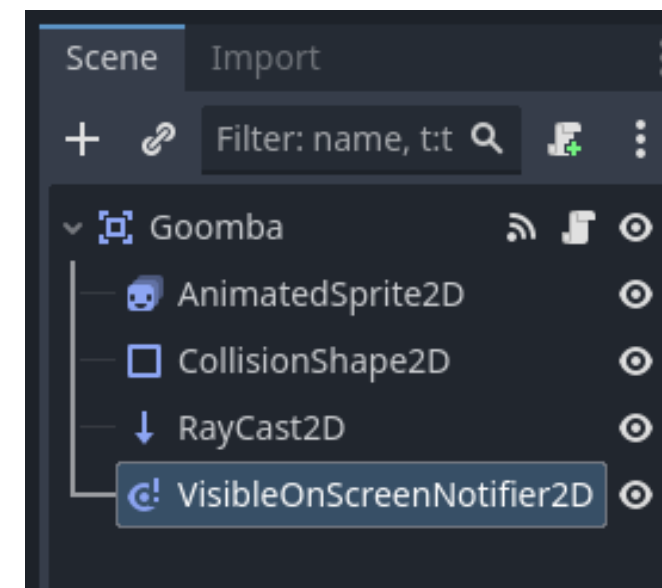 Scene Import
Filter: name, t:t
Goomba
AnimatedSprite2D
CollisionShape2D
RayCast2D
VisibleOnScreenNotifier2D